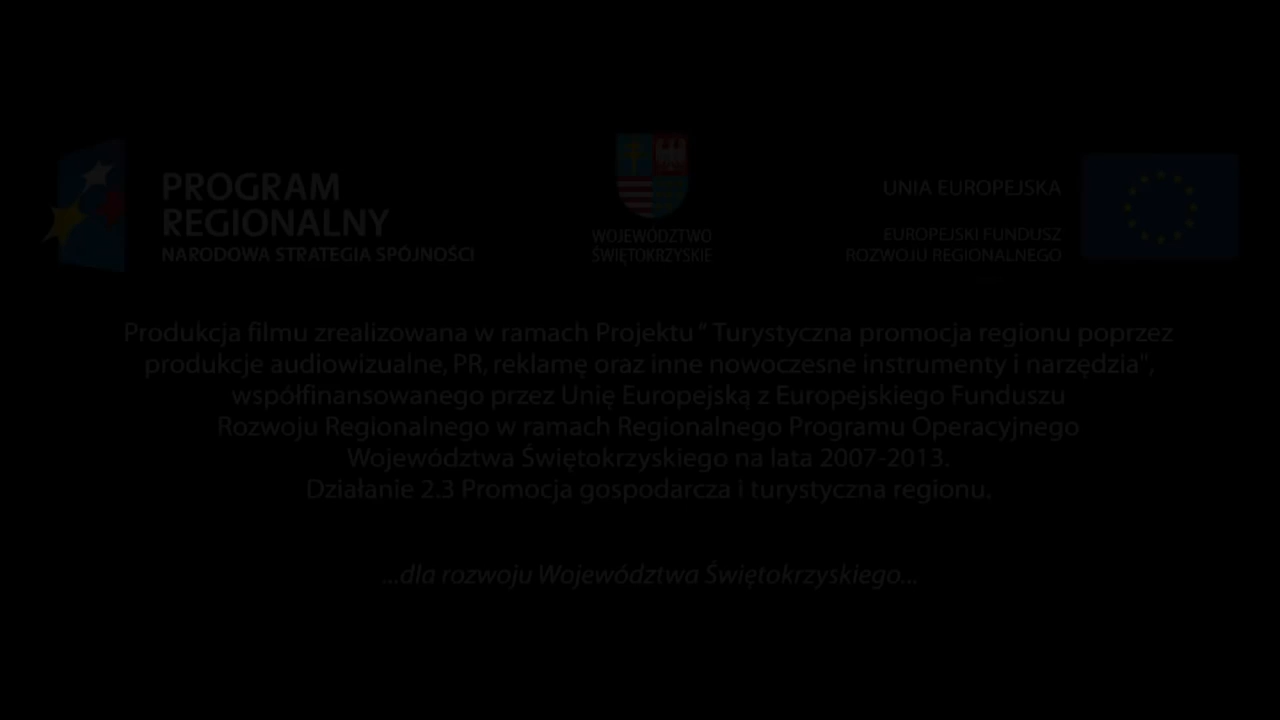 PROGRAM
REGIONALNY
NARODOWA STRATEGIA SPÓJNOŚCI
WOJEWÓDZTWO
ŚWIĘTOKRZYSKIE
UNIA EUROPEJSKA
EUROPEJSKI FUNDUSZ
ROZWOJU REGIONALNEGO
Produkcja filmu zrealizowana w ramach Projektu “ Turystyczna promocja regionu poprzez
produkcje audiowizualne, PR, reklamę oraz inne nowoczesne instrumenty i narzędzia",
współfinansowanego przez Unię Europejską z Europejskiego Funduszu
Rozwoju Regionalnego w ramach Regionalnego Programu Operacyjnego
Województwa Świętokrzyskiego na lata 2007-2013.
Działanie 2.3 Promocja gospodarcza i turystyczna regionu.
...dla rozwoju Województwa Świętokrzyskiego...